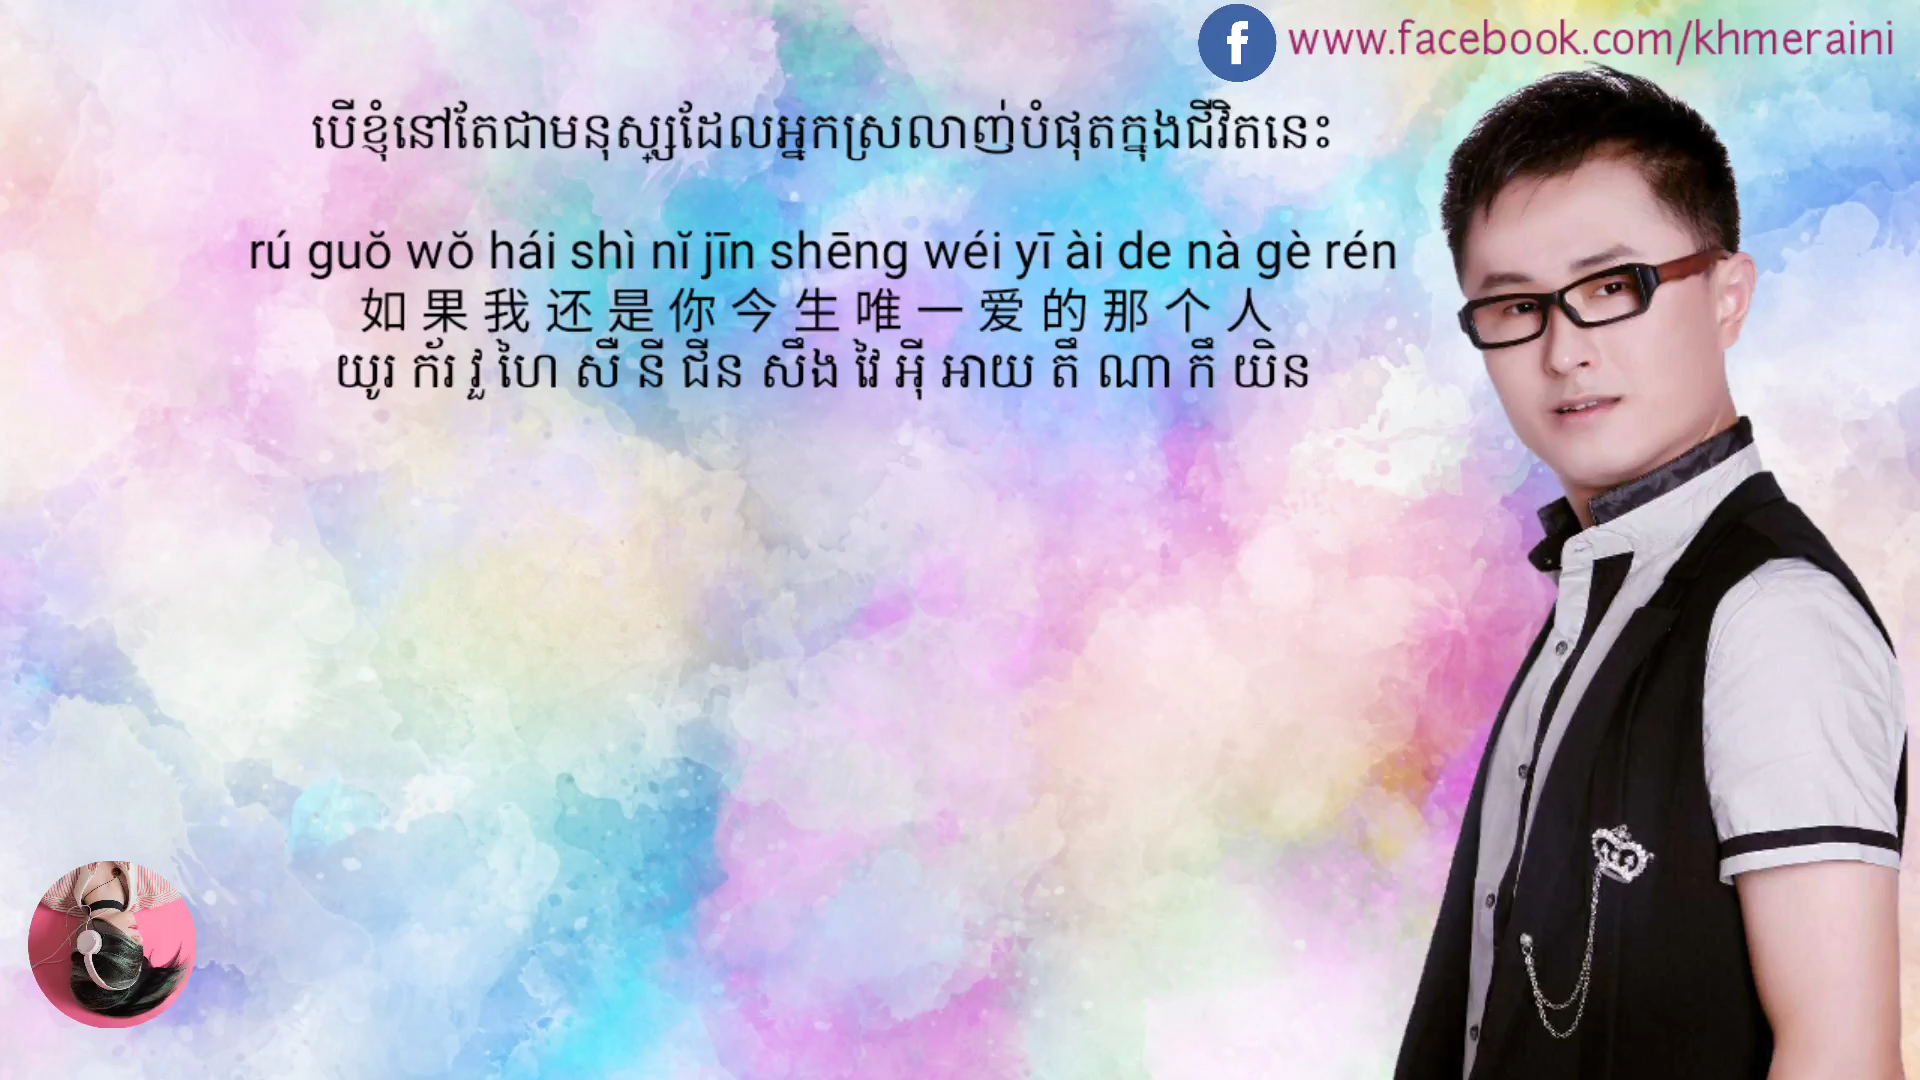 www.facebook.com/khmeraini
បើខ្ញុំនៅតែជាមនុស្សដែលអ្នកស្រលាញ់បំផុតក្នុងជីវិតនេះ
rú guǒ wǒ hái shì nǐ jīn shēng wéi yī ài de nà gè rén
如 果 我 还 是 你 今 生 唯 一 爱 的 那 个 人
យូរ ក័រ វួ ហៃ សឺ នី ជីន សឹង វៃ អ៊ី អាយ តឹ ណា កឹ យិន